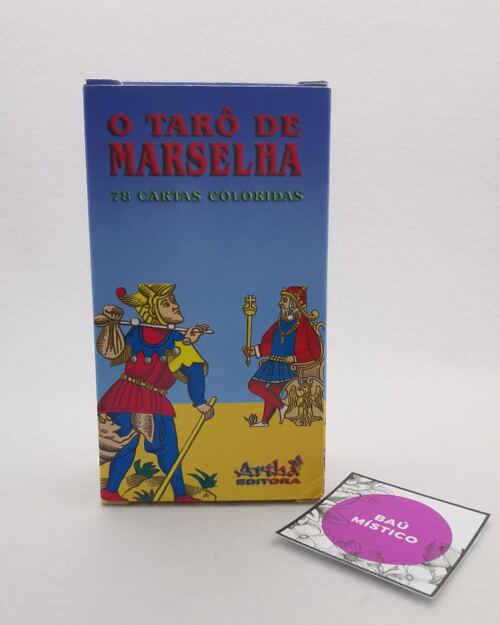 O TARÔ DE
MARSELHA
78 CARTAS COLORIDAS
Artha
EDITORA
BAÚ
MÍSTICO